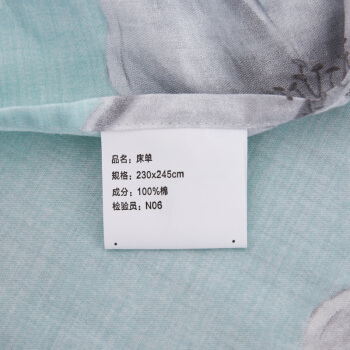 品名：床单
规格：230x245cm
成分：100%棉
检验员：N06